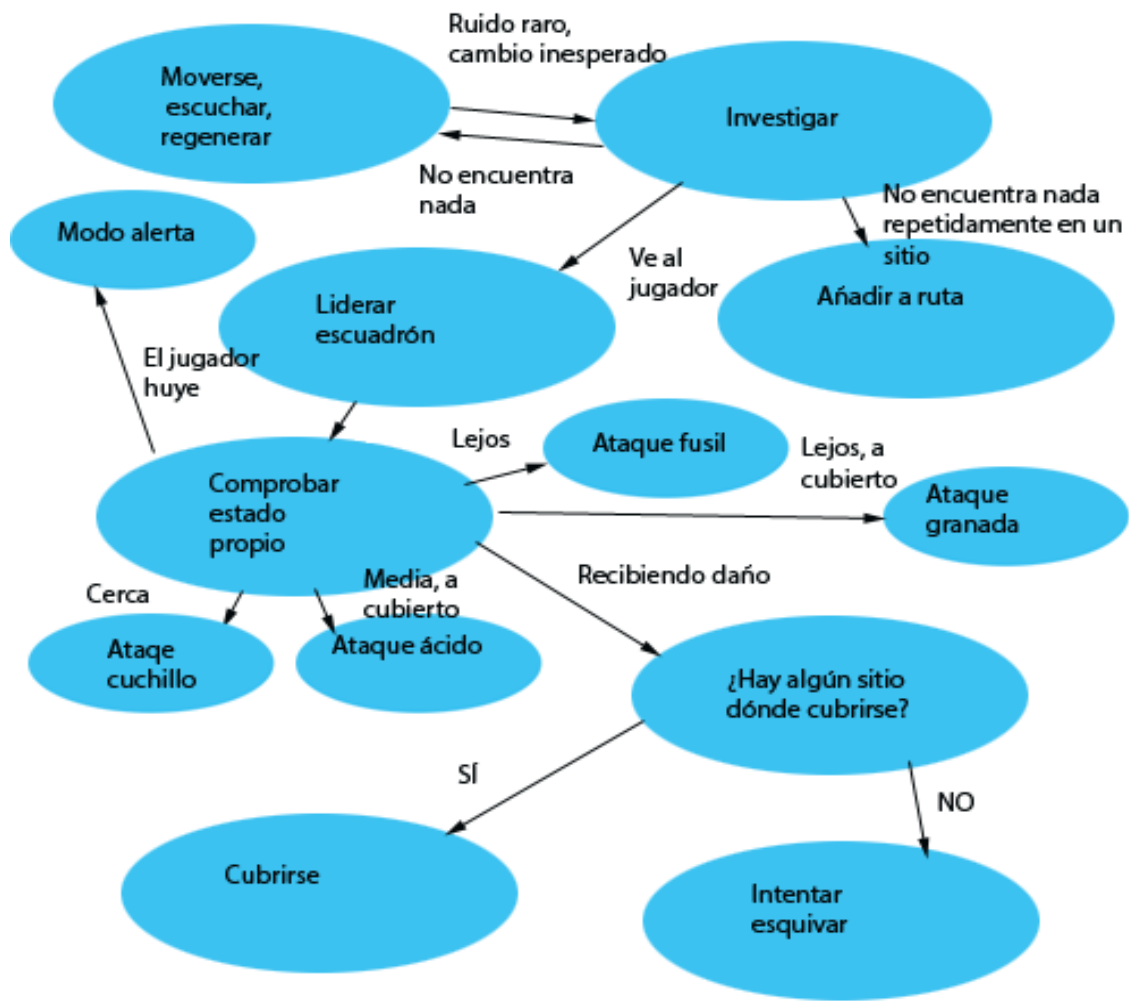 Ruido raro,
cambio inesperado
Moverse,
escuchar,
regenerar
Investigar
No encuentra
nada
No encuentra nada
repetidamente en un
sitio
Modo alerta
Ve al
jugador
Añadir a ruta
Liderar
escuadrón
El jugador
huye
Lejos
Ataque fusil
Lejos, a
cubierto
Comprobar
estado
propio
Ataque
granada
Recibiendo daño
Cerca
Media, a
cubierto
Ataqe
cuchillo
Ataque ácido
¿Hay algún sitio
dónde cubrirse?
SÍ
NO
Cubrirse
Intentar
esquivar